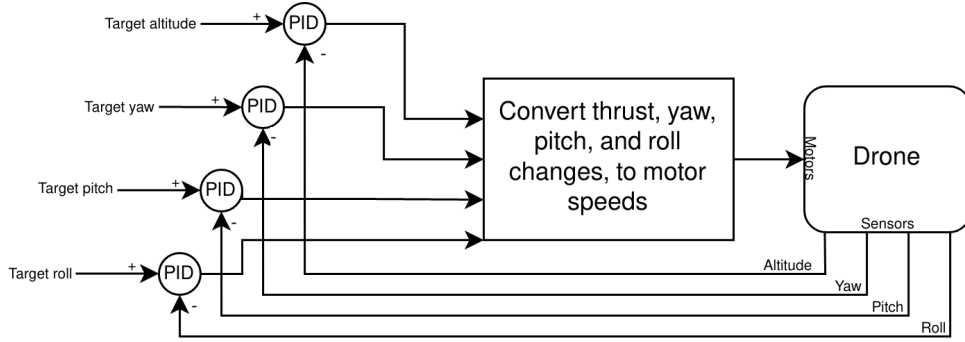 Target altitude
+
PID
-
Target yaw
+
PID
-
Convert thrust, yaw,
pitch, and roll
changes, to motor
speeds
Motors
Drone
Sensors
Target pitch
+
PID
-
Target roll
+
PID
-
Altitude
Yaw
Pitch
Roll